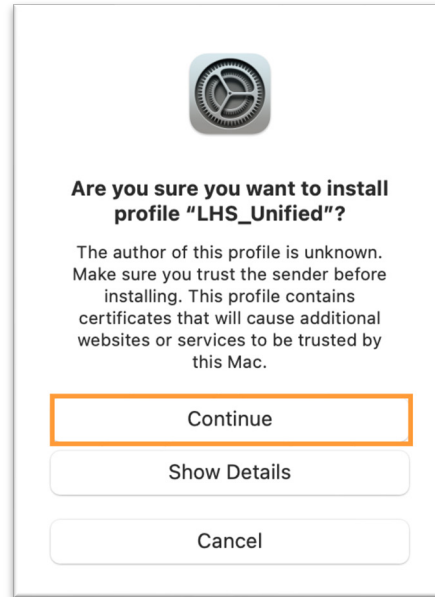 Are you sure you want to install
profile “LHS_Unified”?
The author of this profile is unknown.
Make sure you trust the sender before
installing. This profile contains
certificates that will cause additional
websites or services to be trusted by
this Mac.
Continue
Show Details
Cancel